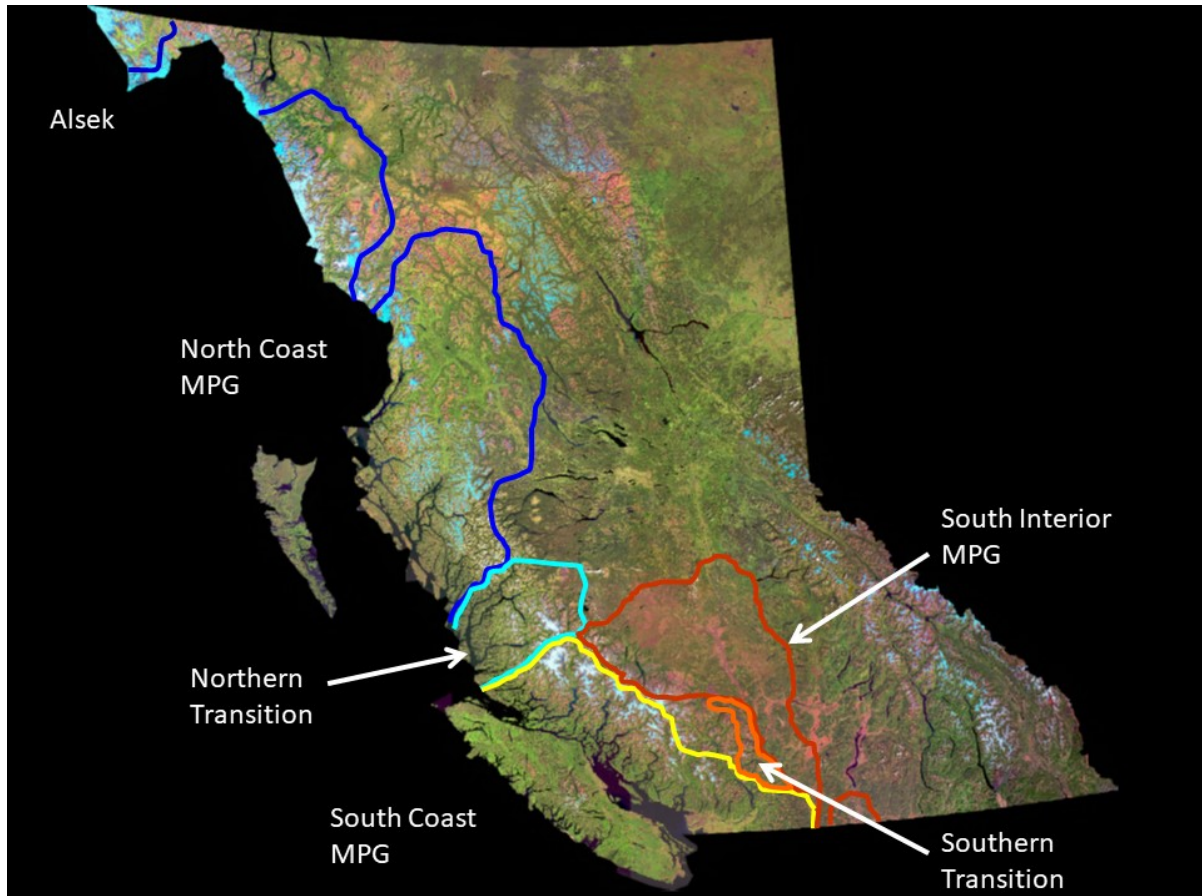 Alsek
North Coast
MPG
South Interior
MPG
Northern
Transition
South Coast
MPG
Southern
Transition